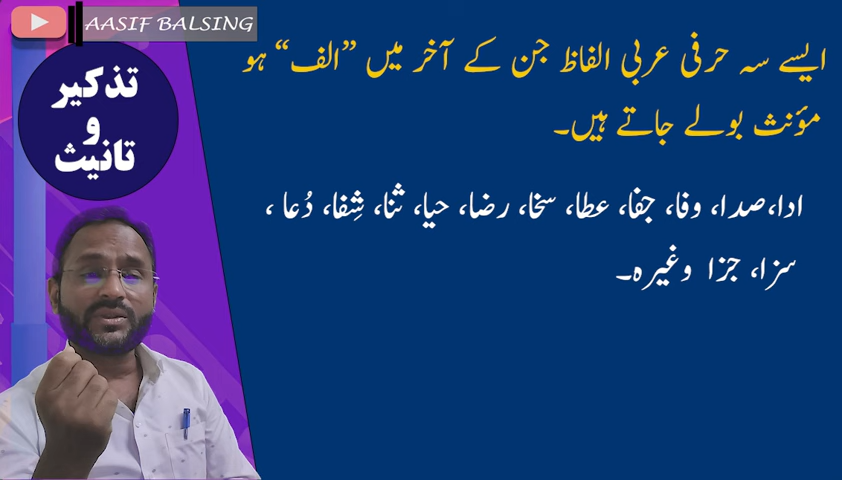 AASIF BALSING
تذکیر
و
تانیث
ایسے سہ حرفی عربی الفاظ جن کے آخر میں ”الف“ ہو
مؤنث بولے جاتے ہیں۔
ادا،صدا، وفا، جفا، عطا، سخا، رضا، حیا، ثنا، شِفا، دُعا ،
سزا، جزا وغیرہ۔